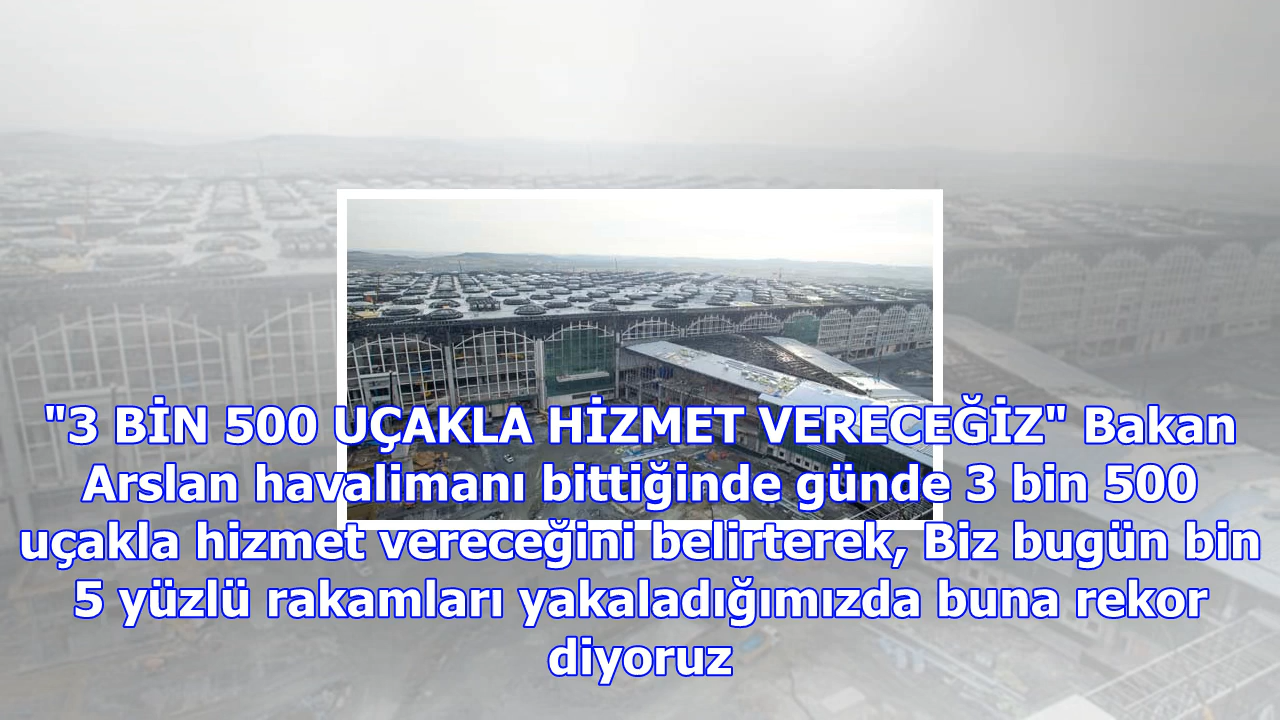 "3 BİN 500 UÇAKLA HİZMET VERECEĞİZ" Bakan
Arslan havalimanı bittiğinde günde 3 bin 500
uçakla hizmet vereceğini belirterek, Biz bugün bin
5 yüzlü rakamları yakaladığımızda buna rekor
diyoruz